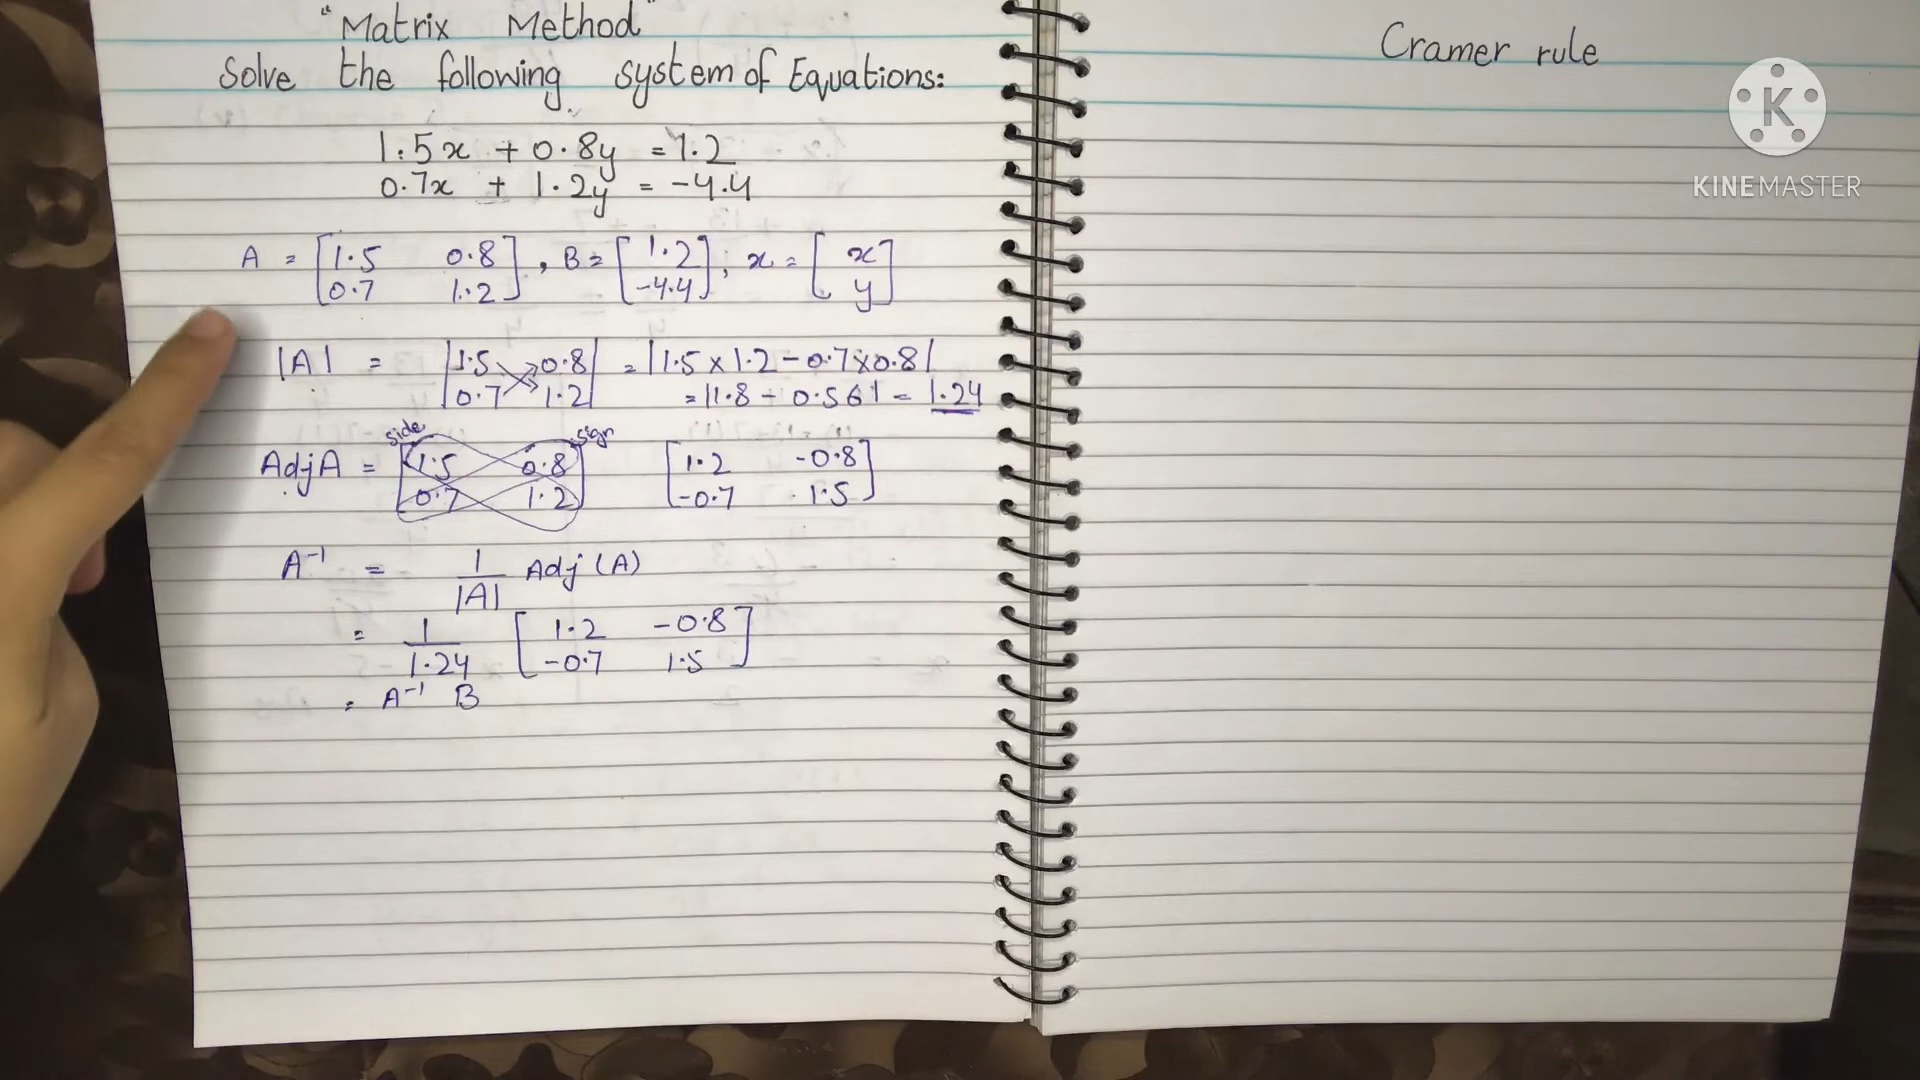 "Matrix Method"
Solve the following system of Equations:
1.5x + 0.8y = 1.2
0.7x + 1.2y = -4.4
A = [1.5 0.8], B = [1.2]; x = [x]
[0.7 1.2] [-4.4] [y]
|A| = |1.5 0.8| = |1.5 x 1.2 - 0.7 x 0.8|
|0.7 1.2| = |1.8 - 0.56| = 1.24
side sign
AdjA = [1.5 0.8] [1.2 -0.8]
[0.7 1.2] [-0.7 1.5]
A⁻¹ = 1/|A| Adj (A)
= 1/1.24 [1.2 -0.8]
[-0.7 1.5]
= A⁻¹ B
Cramer rule
K
KINEMASTER